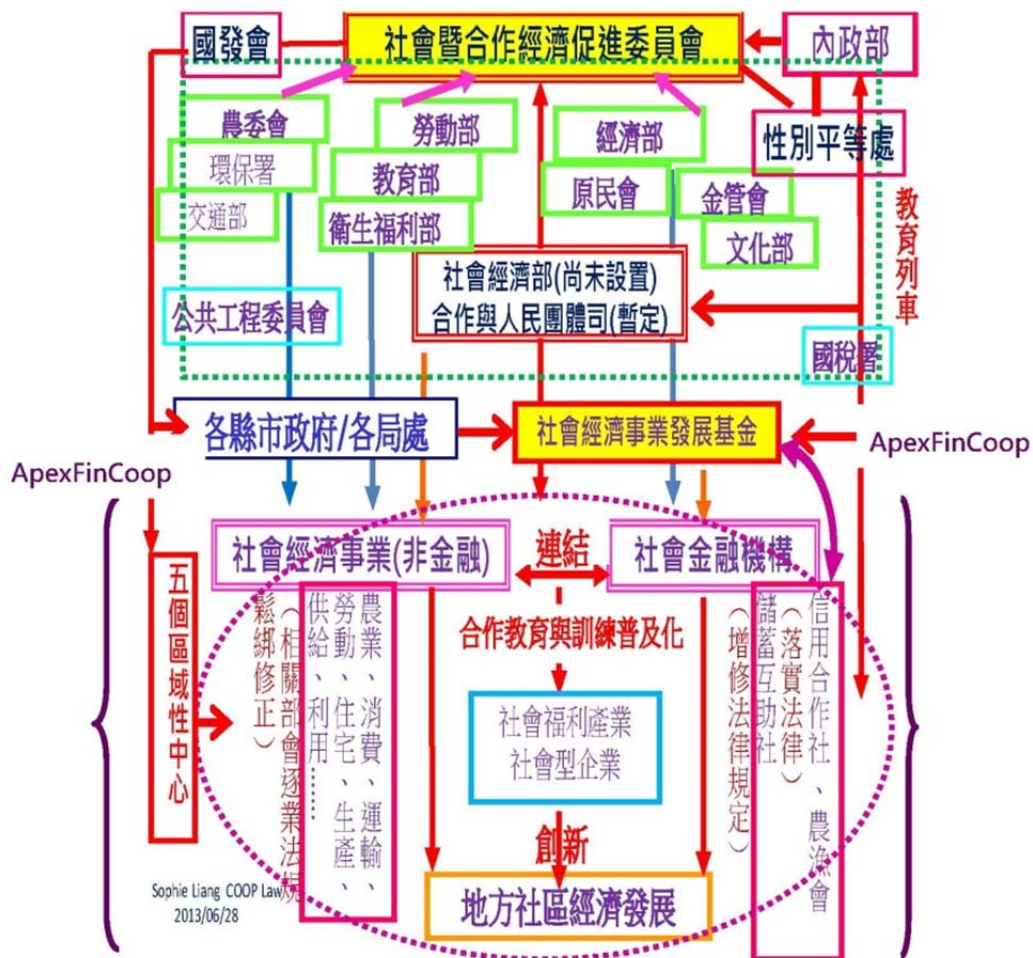 國發會
社會暨合作經濟促進委員會
內政部
農委會
勞動部
經濟部
性別平等處
環保署
教育部
原民會
金管會
交通部
衛生福利部
文化部
教育列車
社會經濟部(尚未設置)
合作與人民團體司(暫定)
公共工程委員會
國稅署
各縣市政府/各局處
社會經濟事業發展基金
ApexFinCoop
ApexFinCoop
社會經濟事業(非金融)
連結
社會金融機構
五個區域性中心
農業、消費、運輸、
勞動、住宅、生產、
供給、利用……
(相關部會逐業法規
鬆綁修正)
合作教育與訓練普及化
社會福利產業
社會型企業
創新
信用合作社、農漁會
(落實法律)
儲蓄互助社
(增修法律規定)
地方社區經濟發展
Sophie Liang COOP Law
2013/06/28